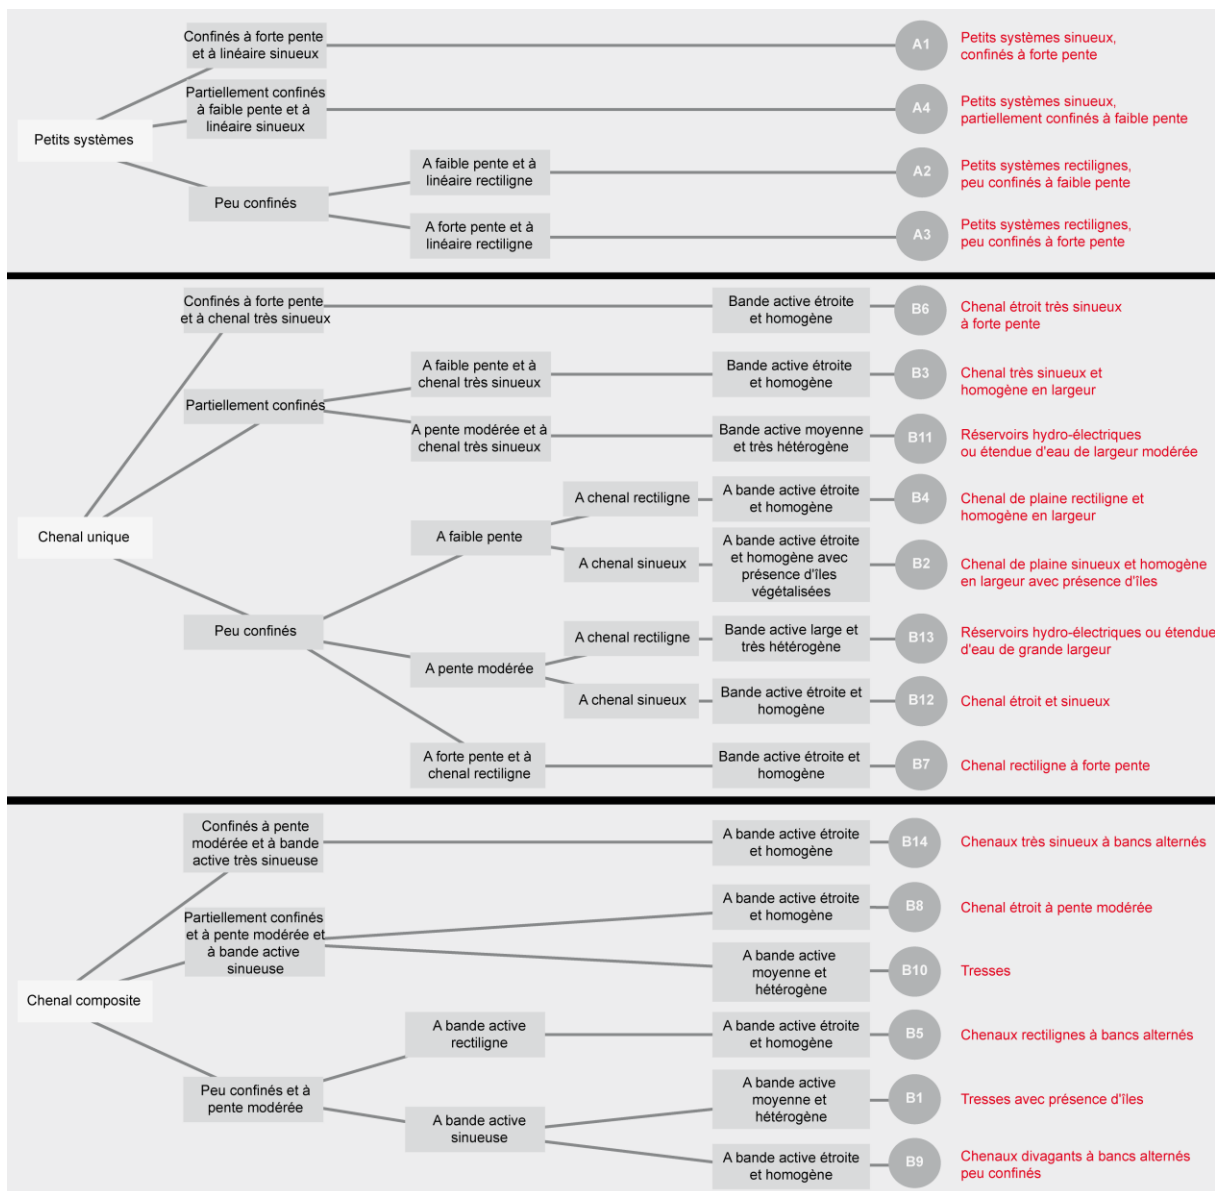 Confinés à forte pente
et à linéaire sinueux
A1
Petits systèmes sinueux,
confinés à forte pente
Partiellement confinés
à faible pente et à
linéaire sinueux
A4
Petits systèmes sinueux,
partiellement confinés à faible pente
Petits systèmes
A faible pente et à
linéaire rectiligne
A2
Petits systèmes rectilignes,
peu confinés à faible pente
Peu confinés
A forte pente et à
linéaire rectiligne
A3
Petits systèmes rectilignes,
peu confinés à forte pente
Confinés à forte pente
et à chenal très sinueux
Bande active étroite
et homogène
B6
Chenal étroit très sinueux
à forte pente
A faible pente et à
chenal très sinueux
Bande active étroite
et homogène
B3
Chenal très sinueux et
homogène en largeur
Partiellement confinés
A pente modérée et à
chenal très sinueux
Bande active moyenne
et très hétérogène
B11
Réservoirs hydro-électriques
ou étendue d'eau de largeur modérée
A chenal rectiligne
A bande active étroite
et homogène
B4
Chenal de plaine rectiligne et
homogène en largeur
Chenal unique
A faible pente
A chenal sinueux
A bande active étroite
et homogène avec
présence d'îles
végétalisées
B2
Chenal de plaine sinueux et homogène
en largeur avec présence d'îles
Peu confinés
A chenal rectiligne
Bande active large et
très hétérogène
B13
Réservoirs hydro-électriques ou étendue
d'eau de grande largeur
A pente modérée
A chenal sinueux
Bande active étroite et
homogène
B12
Chenal étroit et sinueux
A forte pente et à
chenal rectiligne
Bande active étroite et
homogène
B7
Chenal rectiligne à forte pente
Confinés à pente
modérée et à bande
active très sinueuse
A bande active étroite
et homogène
B14
Chenaux très sinueux à bancs alternés
Partiellement confinés
et à pente modérée et
à bande active
sinueuse
A bande active étroite
et homogène
B8
Chenal étroit à pente modérée
A bande active
moyenne et
hétérogène
B10
Tresses
Chenal composite
A bande active
rectiligne
A bande active étroite
et homogène
B5
Chenaux rectilignes à bancs alternés
Peu confinés et à
pente modérée
A bande active
moyenne et
hétérogène
B1
Tresses avec présence d'îles
A bande active
sinueuse
A bande active étroite
et homogène
B9
Chenaux divagants à bancs alternés
peu confinés